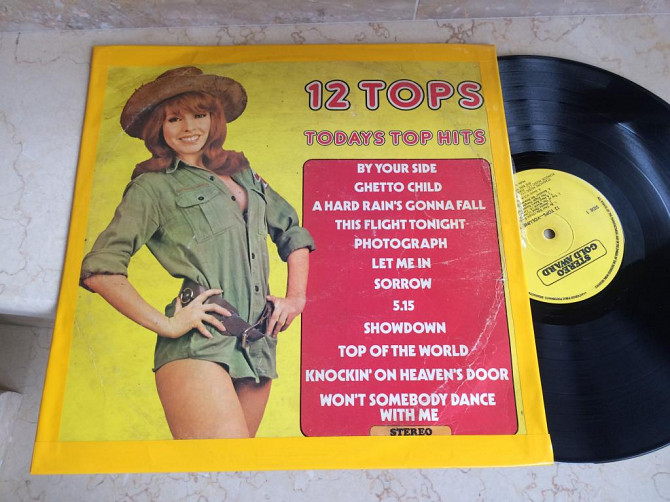 12 TOPS
TODAYS TOP HITS
BY YOUR SIDE
GHETTO CHILD
A HARD RAIN'S GONNA FALL
THIS FLIGHT TONIGHT
PHOTOGRAPH
LET ME IN
SORROW
5.15
SHOWDOWN
TOP OF THE WORLD
KNOCKIN' ON HEAVEN'S DOOR
WON'T SOMEBODY DANCE
WITH ME
STEREO
STEREO
GOLD AWARD
SIDE 1